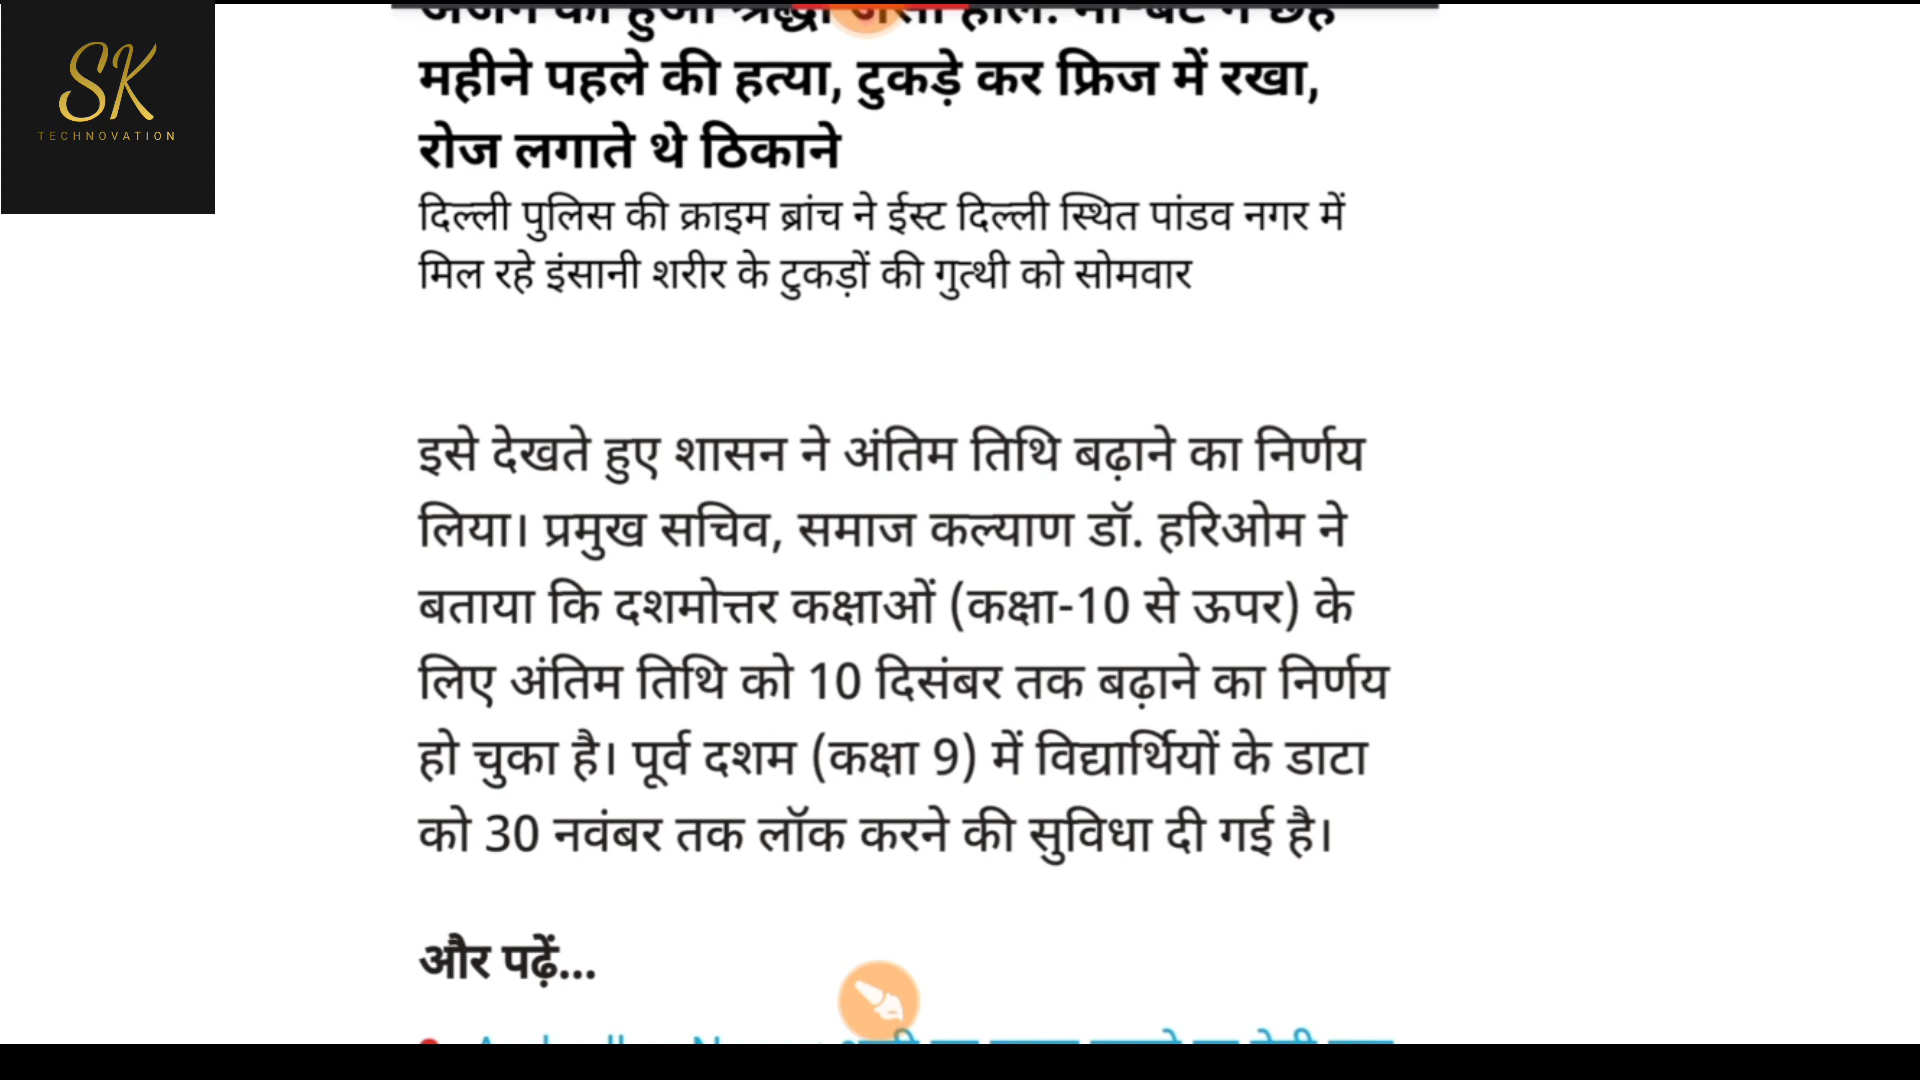 SK
TECHNOVATION
महीने पहले की हत्या, टुकड़े कर फ्रिज में रखा,
रोज लगाते थे ठिकाने
दिल्ली पुलिस की क्राइम ब्रांच ने ईस्ट दिल्ली स्थित पांडव नगर में
मिल रहे इंसानी शरीर के टुकड़ों की गुत्थी को सोमवार
इसे देखते हुए शासन ने अंतिम तिथि बढ़ाने का निर्णय
लिया। प्रमुख सचिव, समाज कल्याण डॉ. हरिओम ने
बताया कि दशमोत्तर कक्षाओं (कक्षा-10 से ऊपर) के
लिए अंतिम तिथि को 10 दिसंबर तक बढ़ाने का निर्णय
हो चुका है। पूर्व दशम (कक्षा 9) में विद्यार्थियों के डाटा
को 30 नवंबर तक लॉक करने की सुविधा दी गई है।
और पढ़ें...